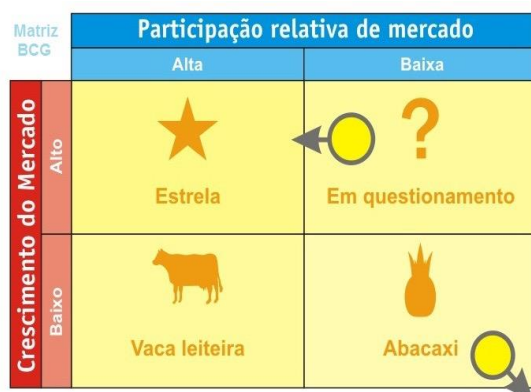 Matriz
BCG
Participação relativa de mercado
Alta
Baixa
Crescimento do Mercado
Alto
Baixo
Estrela
?
Em questionamento
Vaca leiteira
Abacaxi